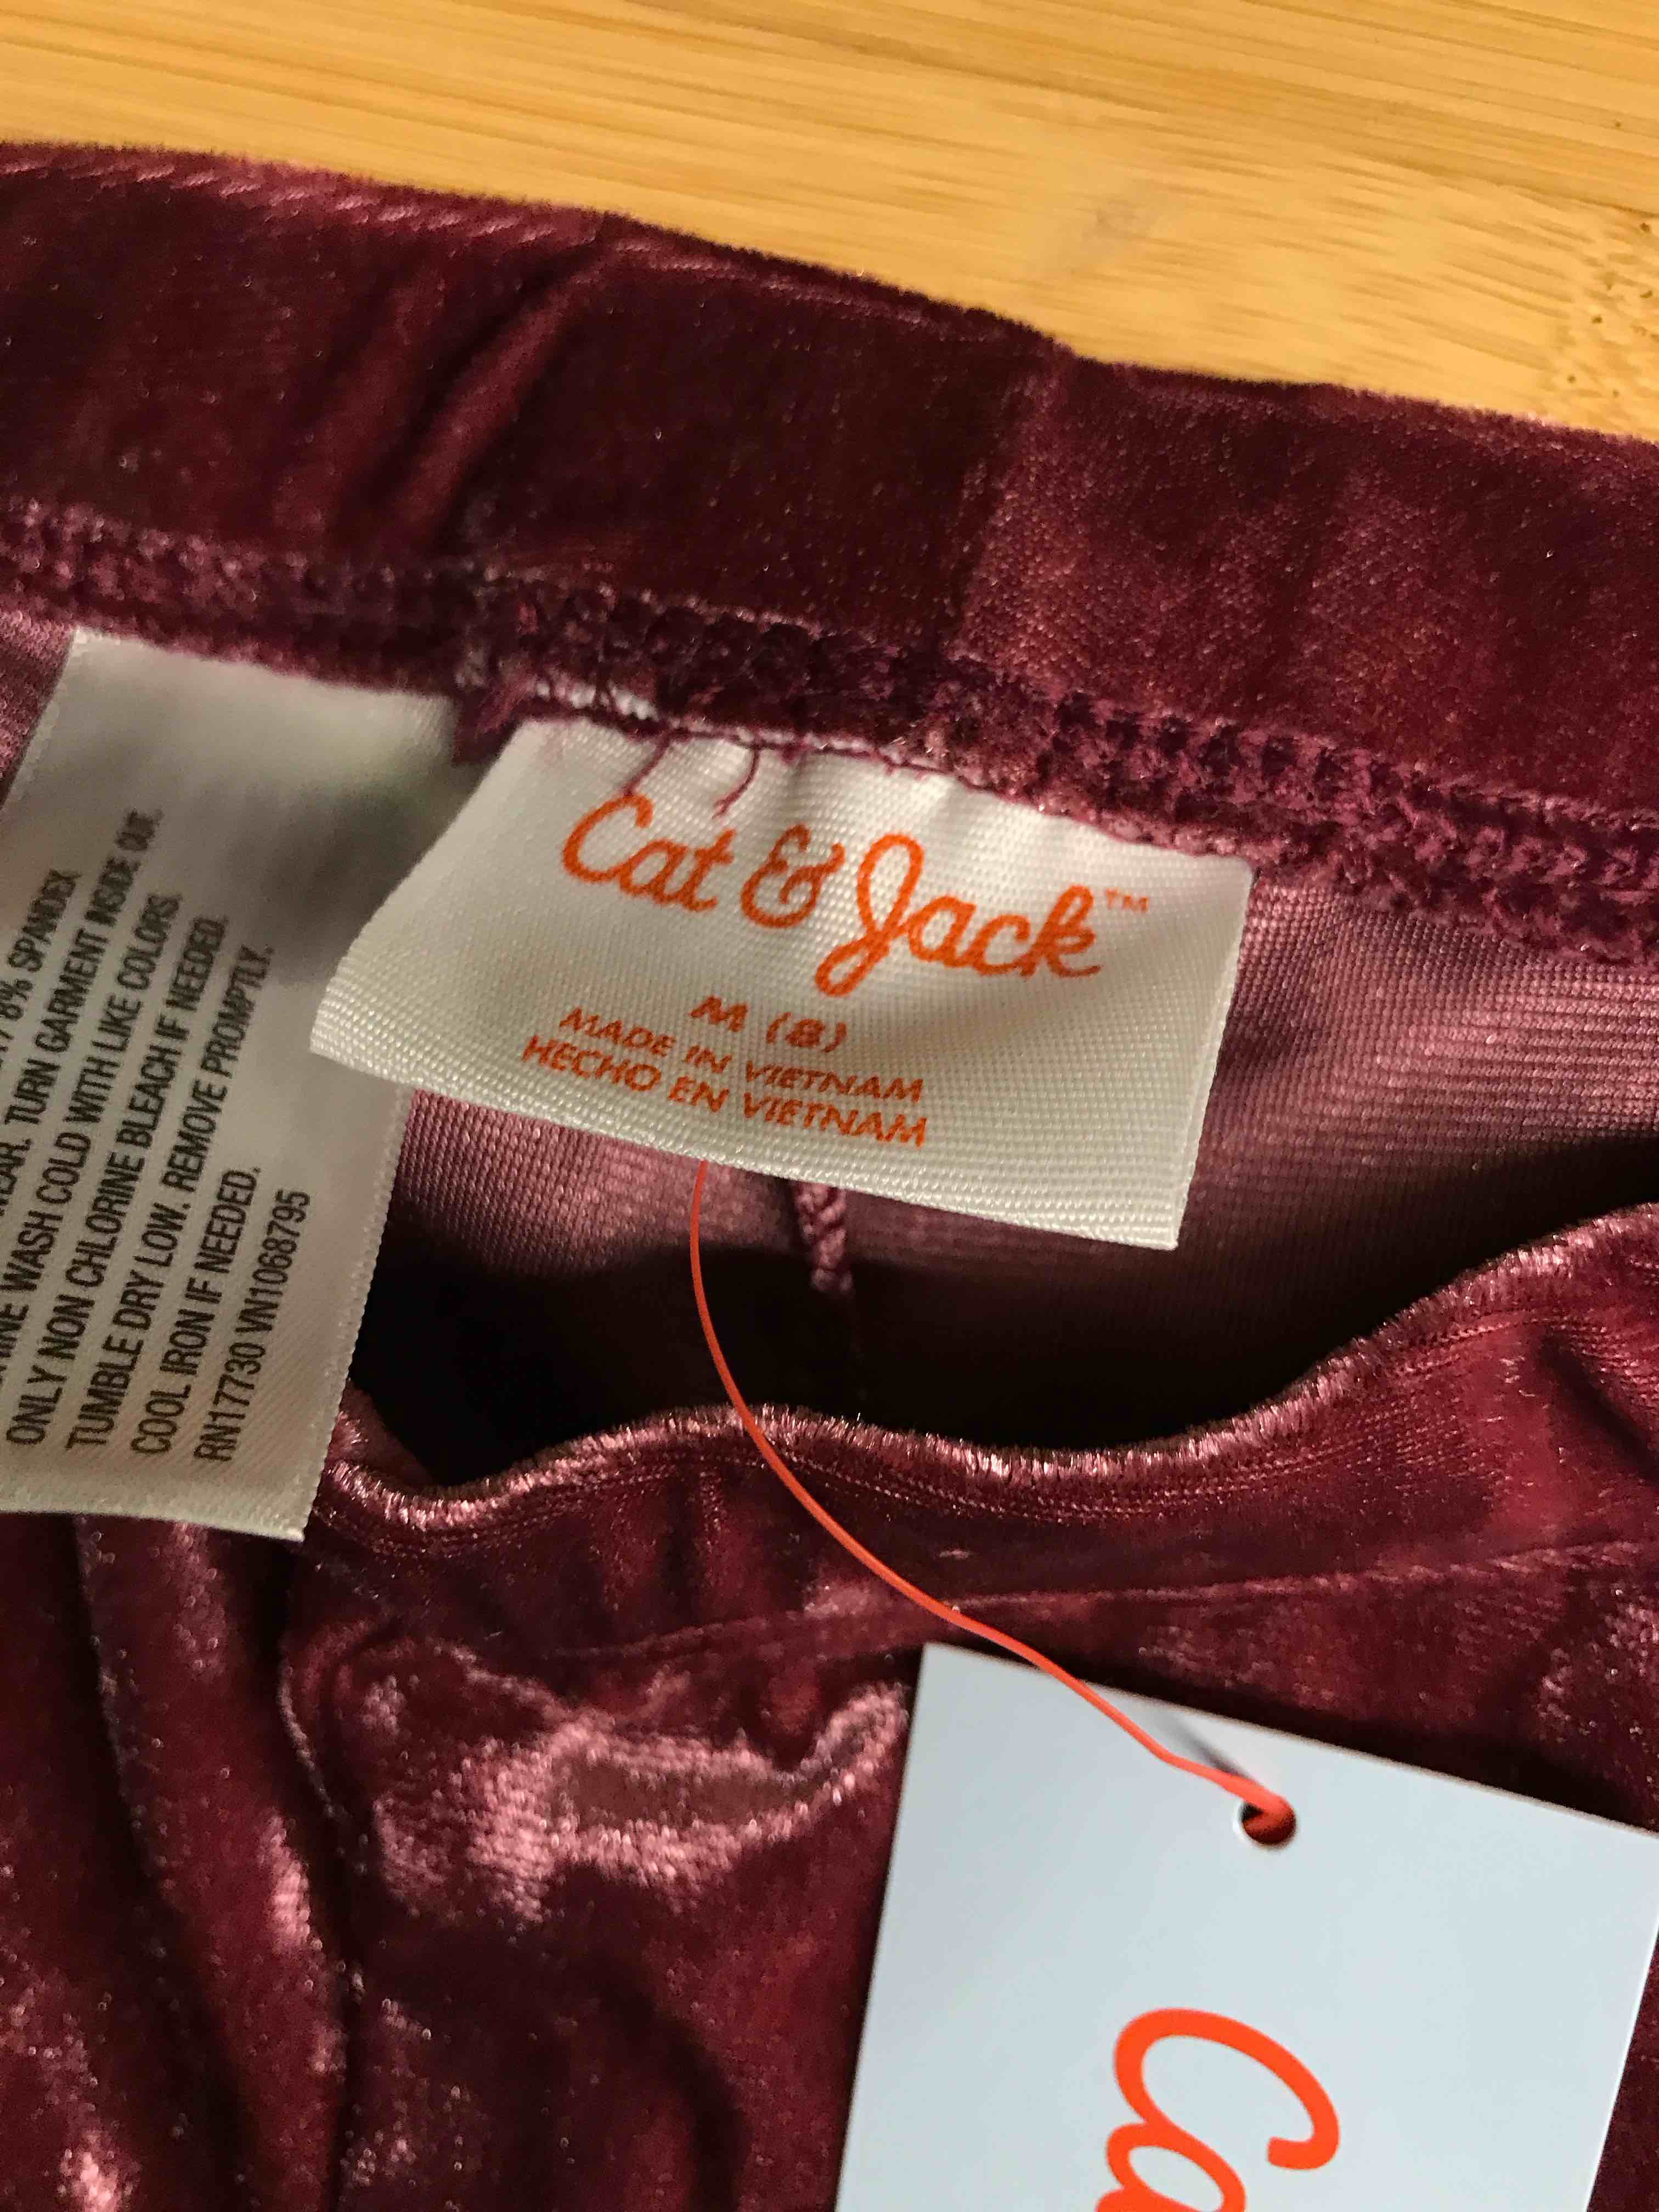 8% SPANDEX
TURN GARMENT INSIDE OUT.
WASH COLD WITH LIKE COLORS
ONLY NON CHLORINE BLEACH IF NEEDED.
TUMBLE DRY LOW. REMOVE PROMPTLY.
COOL IRON IF NEEDED.
RN17730 VN1068795
Cat & Jack™
M (8)
MADE IN VIETNAM
HECHO EN VIETNAM
Ca